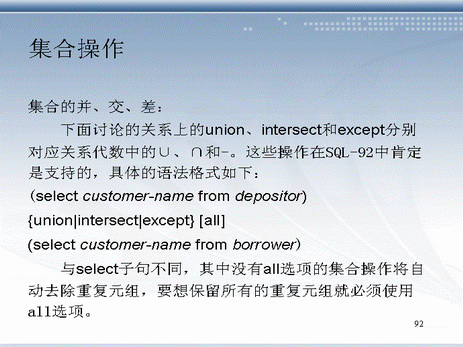 集合操作
集合的并、交、差：
下面讨论的关系上的union、intersect和except分别
对应关系代数中的∪、∩和-。这些操作在SQL-92中肯定
是支持的，具体的语法格式如下：
（select customer-name from depositor）
{union|intersect|except} [all]
(select customer-name from borrower）
与select子句不同，其中没有all选项的集合操作将自
动去除重复元组，要想保留所有的重复元组就必须使用
all选项。
92